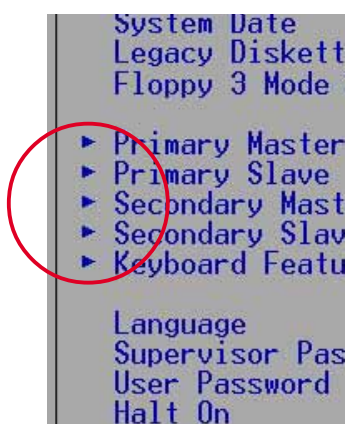 System Date
Legacy Diskett
Floppy 3 Mode
Primary Master
Primary Slave
Secondary Mast
Secondary Slav
Keyboard Featu
Language
Supervisor Pas
User Password
Halt On